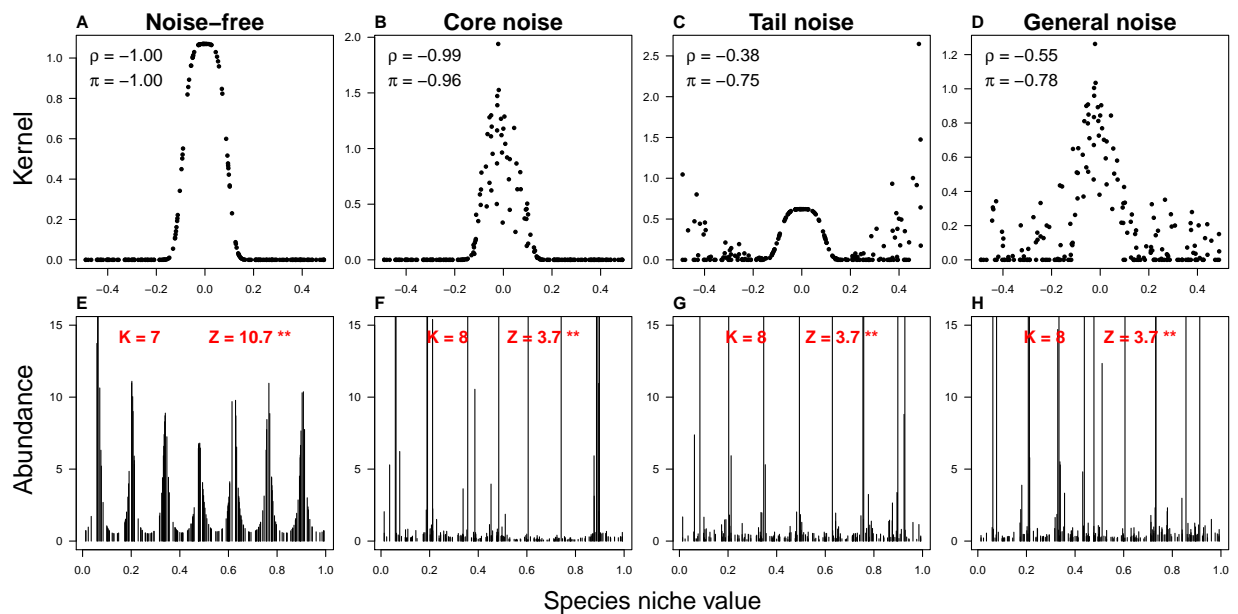 A Noise−free B Core noise C Tail noise D General noise
Kernel
ρ = −1.00
π = −1.00
0.0 0.2 0.4 0.6 0.8 1.0
−0.4 −0.2 0.0 0.2 0.4
ρ = −0.99
π = −0.96
0.0 0.5 1.0 1.5 2.0
−0.4 −0.2 0.0 0.2 0.4
ρ = −0.38
π = −0.75
0.0 0.5 1.0 1.5 2.0 2.5
−0.4 −0.2 0.0 0.2 0.4
ρ = −0.55
π = −0.78
0.0 0.2 0.4 0.6 0.8 1.0 1.2
−0.4 −0.2 0.0 0.2 0.4
E F G H
Abundance
K = 7 Z = 10.7 **
0 5 10 15
0.0 0.2 0.4 0.6 0.8 1.0
K = 8 Z = 3.7 **
0 5 10 15
0.0 0.2 0.4 0.6 0.8 1.0
K = 8 Z = 3.7 **
0 5 10 15
0.0 0.2 0.4 0.6 0.8 1.0
K = 8 Z = 3.7 **
0 5 10 15
0.0 0.2 0.4 0.6 0.8 1.0
Species niche value